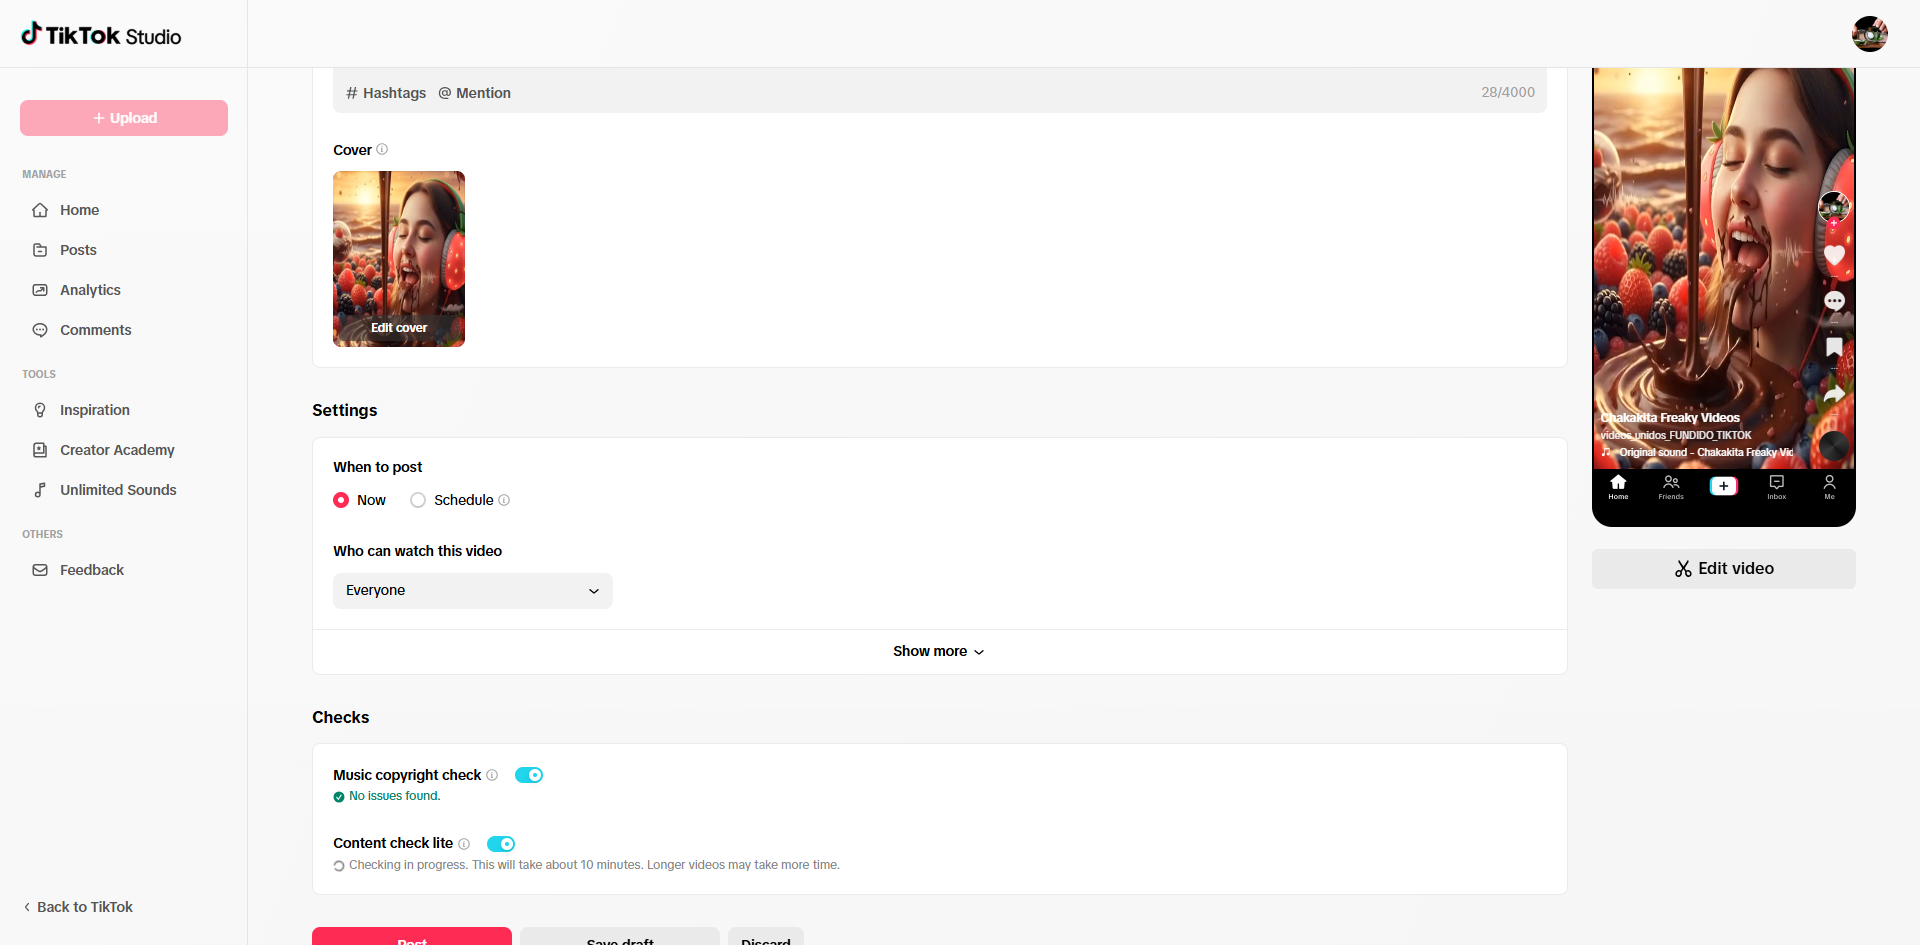 TikTok Studio
+ Upload
MANAGE
Home
Posts
Analytics
Comments
TOOLS
Inspiration
Creator Academy
Unlimited Sounds
OTHERS
Feedback
Back to TikTok
# Hashtags @ Mention
28/4000
Cover
Edit cover
Settings
When to post
Now
Schedule
Who can watch this video
Everyone
Show more
Checks
Music copyright check
No issues found.
Content check lite
Checking in progress. This will take about 10 minutes. Longer videos may take more time.
Post
Save draft
Discard
Chakakita Freaky Videos
videos_unidos_FUNDIDO_TIKTOK
Original sound - Chakakita Freaky Vid
Home
Friends
Inbox
Me
Edit video